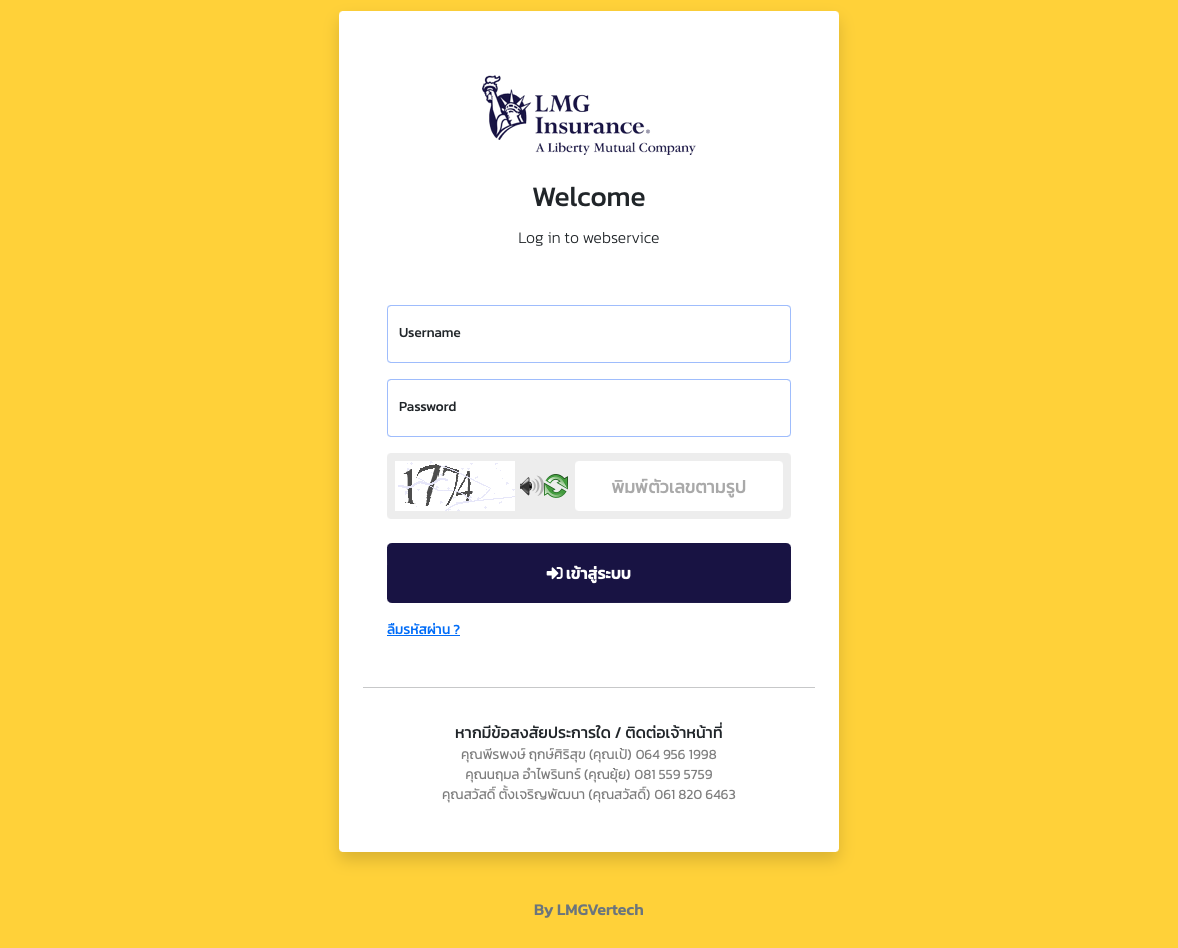 LMG
Insurance®
A Liberty Mutual Company
Welcome
Log in to webservice
Username
Password
1774
พิมพ์ตัวเลขตามรูป
เข้าสู่ระบบ
ลืมรหัสผ่าน ?
หากมีข้อสงสัยประการใด / ติดต่อเจ้าหน้าที่
คุณพีรพงษ์ ฤกษ์ศิริสุข (คุณเป้) 064 956 1998
คุณนฤมล อำไพรินทร์ (คุณยุ้ย) 081 559 5759
คุณสวัสดิ์ ตั้งเจริญพัฒนา (คุณสวัสดิ์) 061 820 6463
By LMGVertech